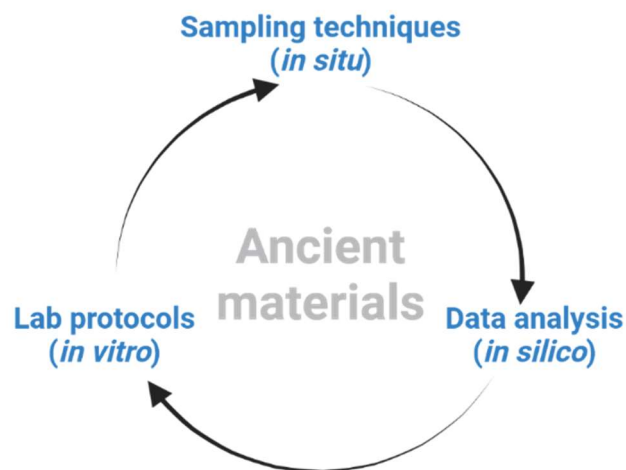 Sampling techniques
(in situ)
Ancient
materials
Lab protocols
(in vitro)
Data analysis
(in silico)